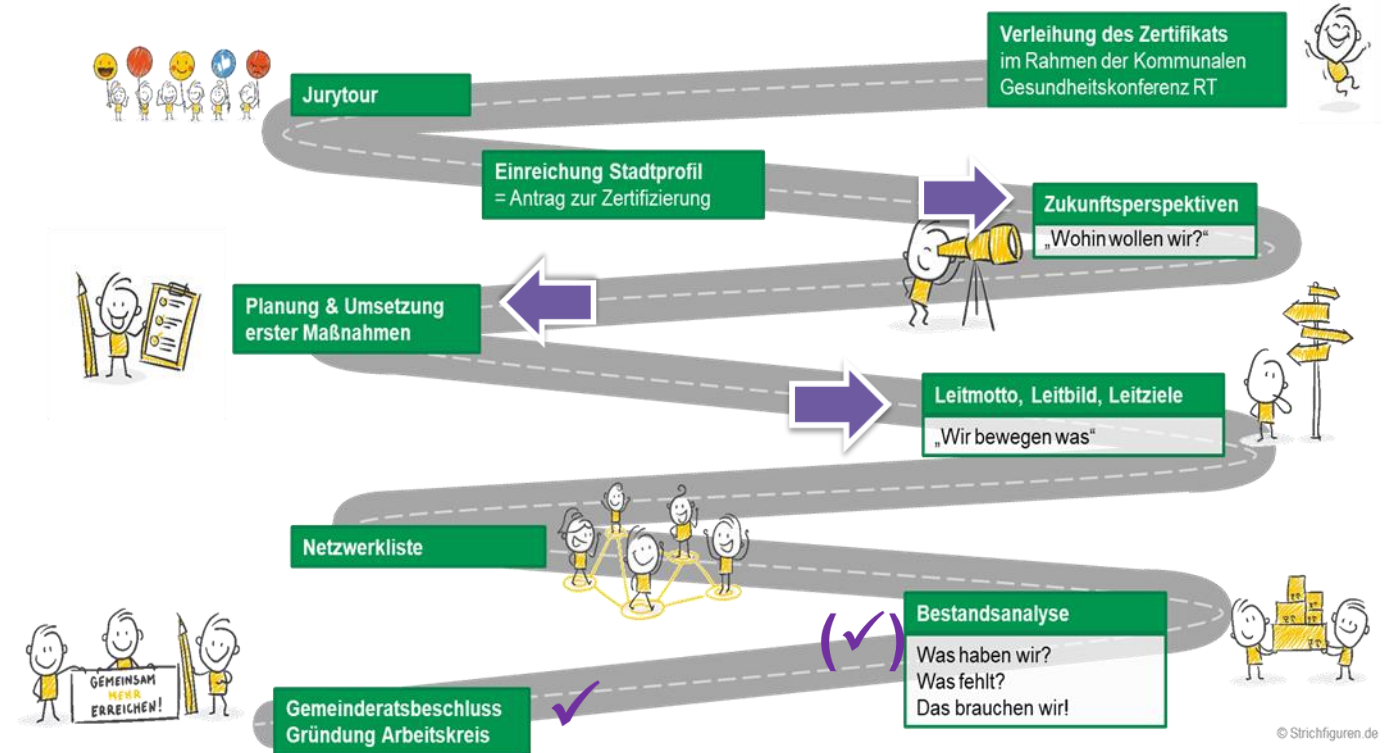 Verleihung des Zertifikats
im Rahmen der Kommunalen
Gesundheitskonferenz RT
Jurytour
Einreichung Stadtprofil
= Antrag zur Zertifizierung
Zukunftsperspektiven
„Wohin wollen wir?“
Planung & Umsetzung
erster Maßnahmen
Leitmotto, Leitbild, Leitziele
„Wir bewegen was“
Netzwerkliste
Bestandsanalyse
Was haben wir?
Was fehlt?
Das brauchen wir!
(✓)
GEMEINSAM
MEHR
ERREICHEN!
Gemeinderatsbeschluss
Gründung Arbeitskreis
✓
© Strichfiguren.de